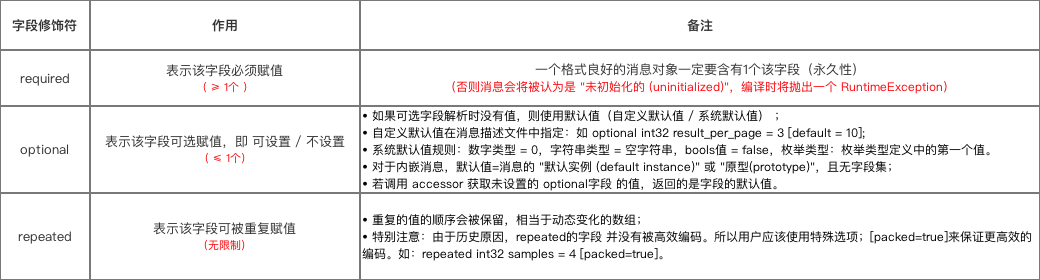 字段修饰符
作用
备注
required
表示该字段必须赋值
（ ≥ 1个 ）
一个格式良好的消息对象一定要含有1个该字段（永久性）
（否则消息会将被认为是 "未初始化的 (uninitialized)"，编译时将抛出一个 RuntimeException）
optional
表示该字段可选赋值，即 可设置 / 不设置
（ ≤ 1个）
• 如果可选字段解析时没有值，则使用默认值（自定义默认值 / 系统默认值） ；
• 自定义默认值在消息描述文件中指定：如 optional int32 result_per_page = 3 [default = 10];
• 系统默认值规则：数字类型 = 0，字符串类型 = 空字符串，bools值 = false，枚举类型：枚举类型定义中的第一个值。
• 对于内嵌消息，默认值=消息的 "默认实例 (default instance)" 或 "原型(prototype)"，且无字段集；
• 若调用 accessor 获取未设置的 optional字段 的值，返回的是字段的默认值。
repeated
表示该字段可被重复赋值
（无限制）
• 重复的值的顺序会被保留，相当于动态变化的数组；
• 特别注意：由于历史原因，repeated的字段 并没有被高效编码。所以用户应该使用特殊选项；[packed=true]来保证更高效的
编码。如：repeated int32 samples = 4 [packed=true]。